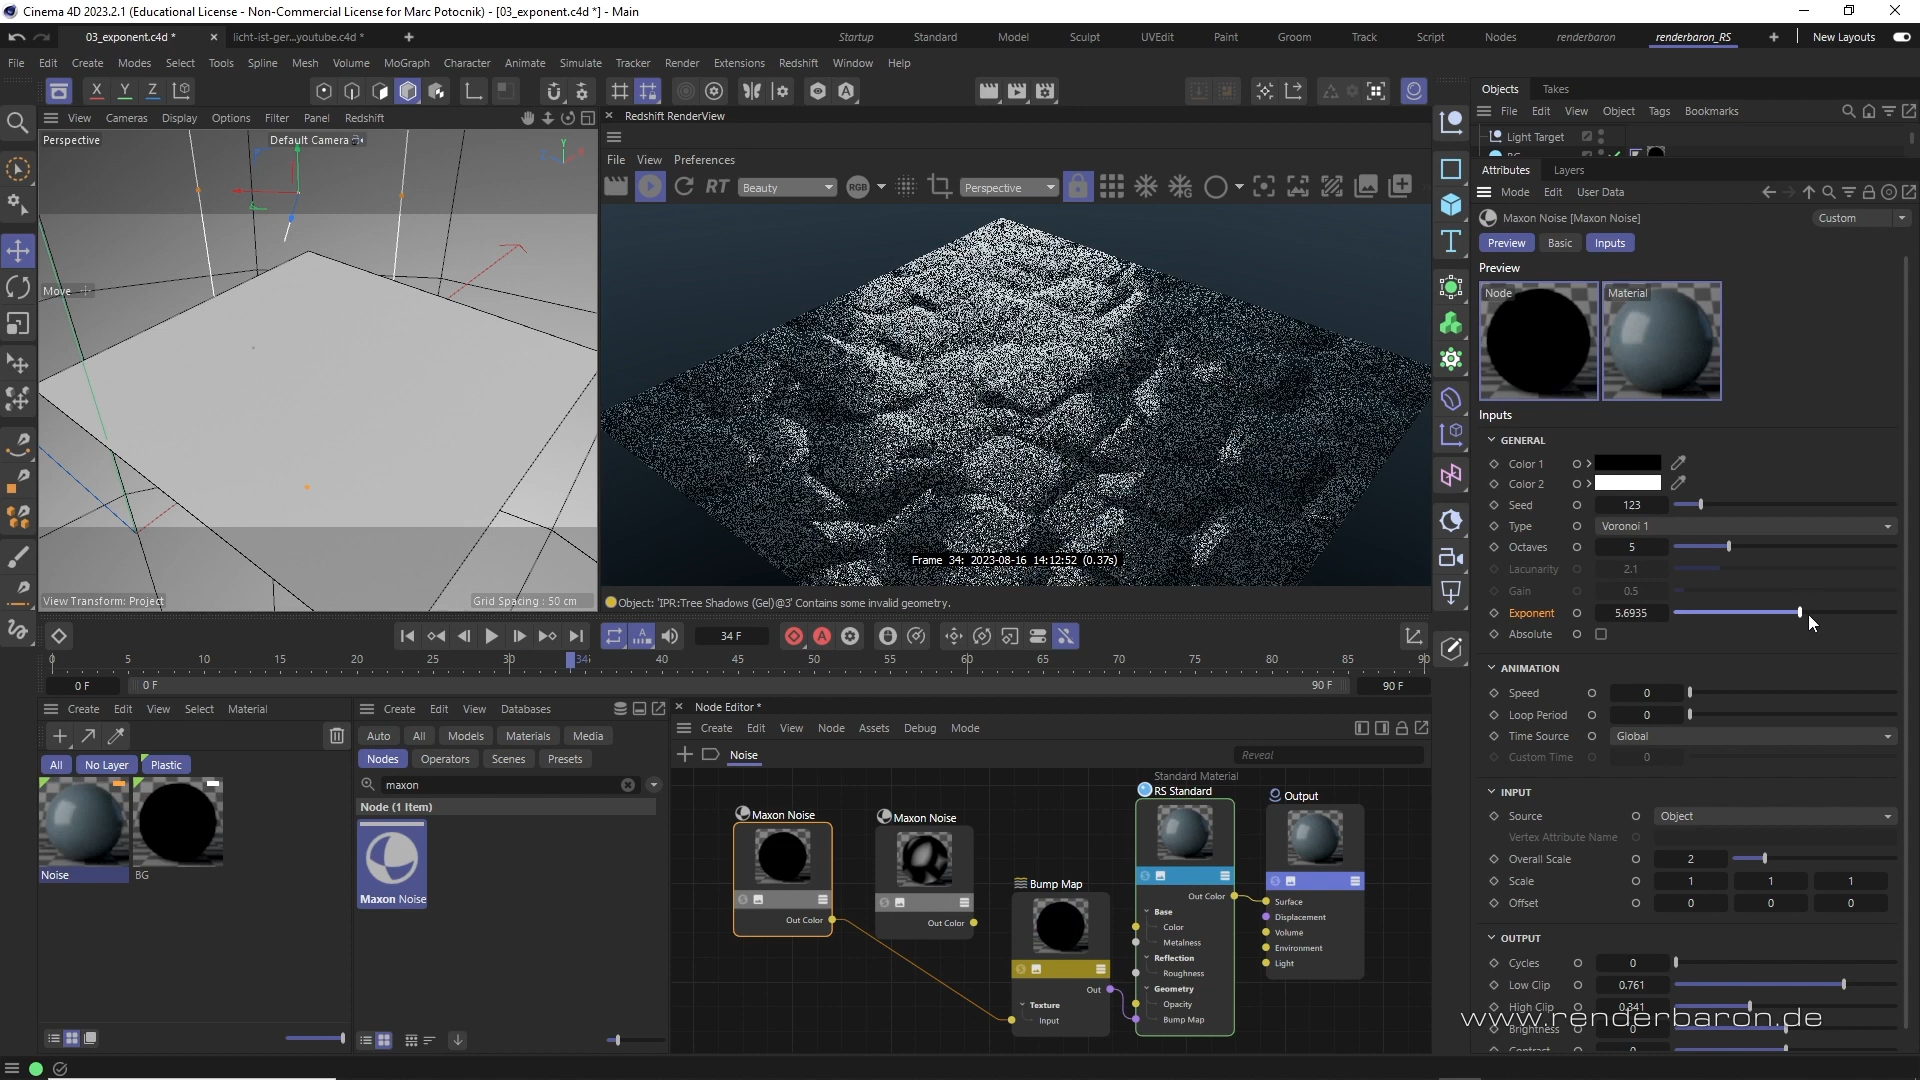 Cinema 4D 2023.2.1 (Educational License - Non-Commercial License for Marc Potocnik) - [03_exponent.c4d *] - Main
03_exponent.c4d *
licht-ist-ger...youtube.c4d *
Startup Standard Model Sculpt UVEdit Paint Groom Track Script Nodes renderbaron renderbaron_RS New Layouts
File Edit Create Modes Select Tools Spline Mesh Volume MoGraph Character Animate Simulate Tracker Render Extensions Redshift Window Help
X Y Z
View Cameras Display Options Filter Panel Redshift
Perspective
Default Camera
Y
Move
View Transform: Project
Grid Spacing : 50 cm
Redshift RenderView
File View Preferences
RT Beauty RGB Perspective
Frame 34: 2023-08-16 14:12:52 (0.37s)
Object: 'IPR:Tree Shadows (Gel)@3' Contains some invalid geometry.
34 F
0 5 10 15 20 25 30 34 40 45 50 55 60 65 70 75 80 85 90
0 F
0 F
90 F
90 F
Create Edit View Select Material
All No Layer Plastic
Noise
BG
Create Edit View Databases
Auto All Models Materials Media
Nodes Operators Scenes Presets
maxon
Node (1 Item)
Maxon Noise
Node Editor *
Create Edit View Node Assets Debug Mode
Noise
Reveal
Maxon Noise
Out Color
Maxon Noise
Out Color
Bump Map
Out
Texture
Input
Standard Material
RS Standard
Out Color
Base
Color
Metalness
Reflection
Roughness
Geometry
Opacity
Bump Map
Output
Surface
Displacement
Volume
Environment
Light
Objects Takes
File Edit View Object Tags Bookmarks
Light Target
Attributes Layers
Mode Edit User Data
Maxon Noise [Maxon Noise]
Custom
Preview Basic Inputs
Preview
Node
Material
Inputs
GENERAL
Color 1
Color 2
Seed 123
Type Voronoi 1
Octaves 5
Lacunarity 2.1
Gain 0.5
Exponent 5.6935
Absolute
ANIMATION
Speed 0
Loop Period 0
Time Source Global
Custom Time 0
INPUT
Source Object
Vertex Attribute Name
Overall Scale 2
Scale 1 1 1
Offset 0 0 0
OUTPUT
Cycles 0
Low Clip 0.761
High Clip 0.341
Brightness 0
Contrast 0
www.renderbaron.de